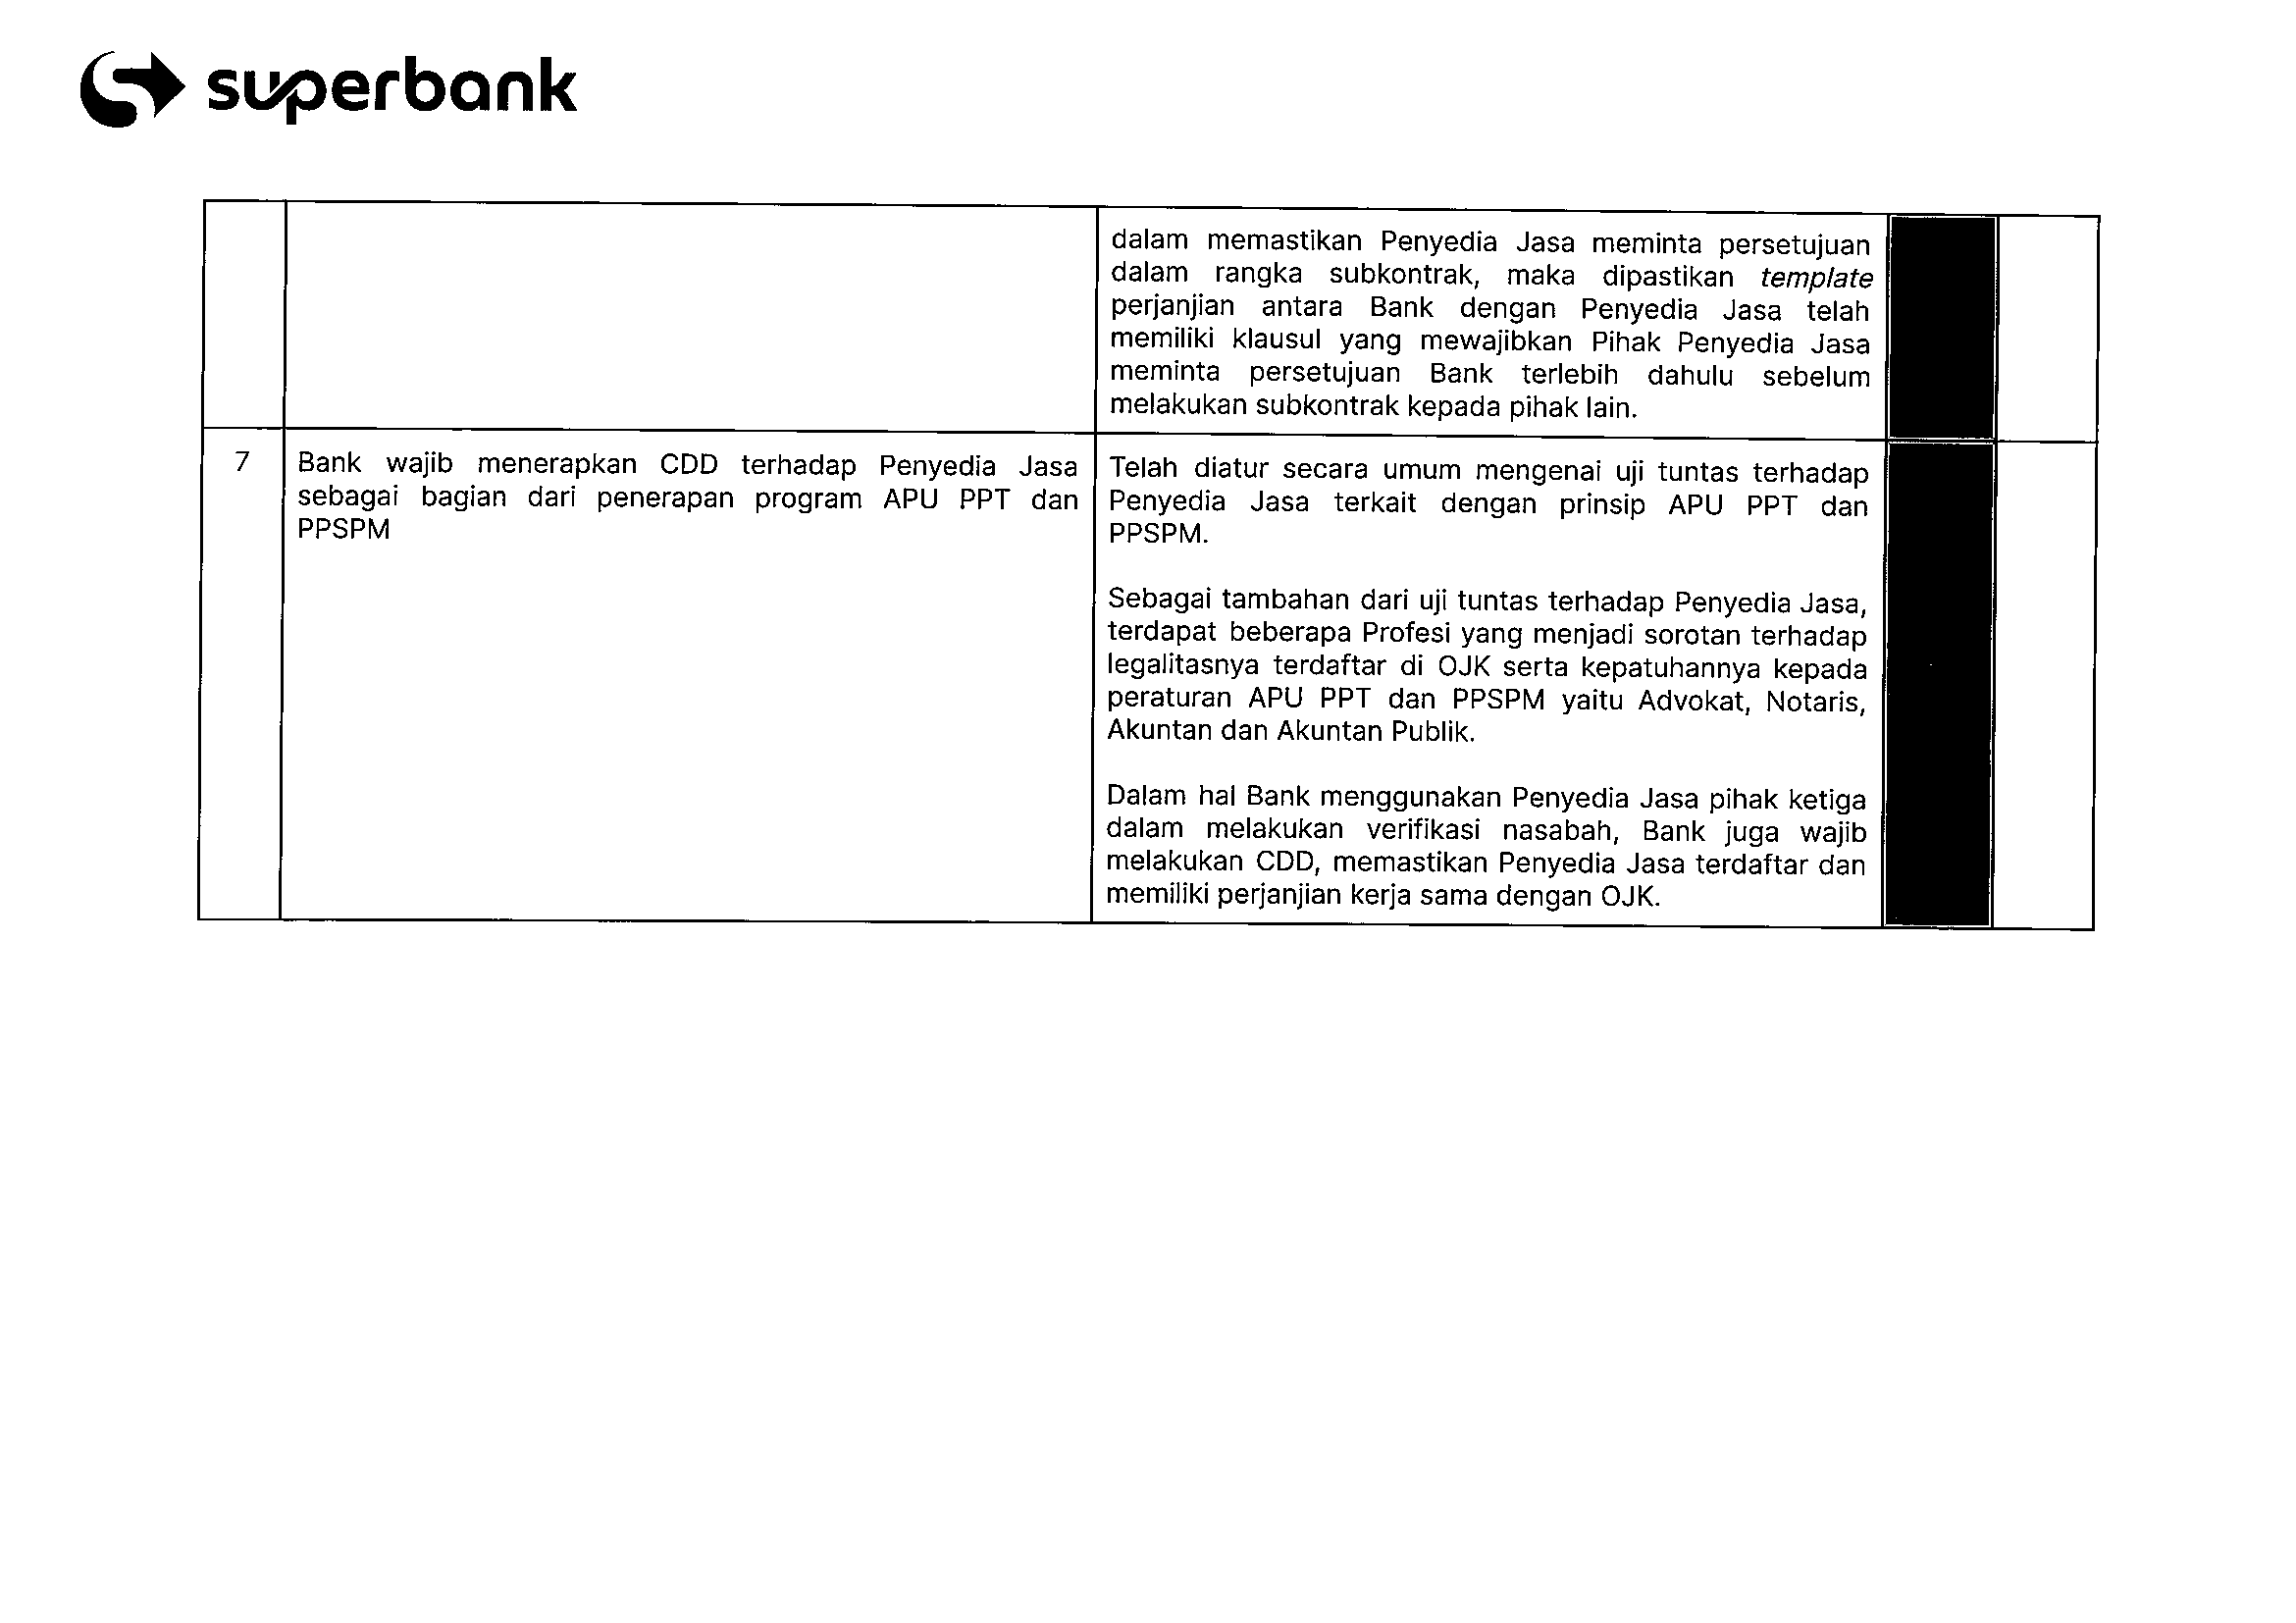 superbank
dalam memastikan Penyedia Jasa meminta persetujuan
dalam rangka subkontrak, maka dipastikan template
perjanjian antara Bank dengan Penyedia Jasa telah
memiliki klausul yang mewajibkan Pihak Penyedia Jasa
meminta persetujuan Bank terlebih dahulu sebelum
melakukan subkontrak kepada pihak lain.
7
Bank wajib menerapkan CDD terhadap Penyedia Jasa
sebagai bagian dari penerapan program APU PPT dan
PPSPM
Telah diatur secara umum mengenai uji tuntas terhadap
Penyedia Jasa terkait dengan prinsip APU PPT dan
PPSPM.
Sebagai tambahan dari uji tuntas terhadap Penyedia Jasa,
terdapat beberapa Profesi yang menjadi sorotan terhadap
legalitasnya terdaftar di OJK serta kepatuhannya kepada
peraturan APU PPT dan PPSPM yaitu Advokat, Notaris,
Akuntan dan Akuntan Publik.
Dalam hal Bank menggunakan Penyedia Jasa pihak ketiga
dalam melakukan verifikasi nasabah, Bank juga wajib
melakukan CDD, memastikan Penyedia Jasa terdaftar dan
memiliki perjanjian kerja sama dengan OJK.